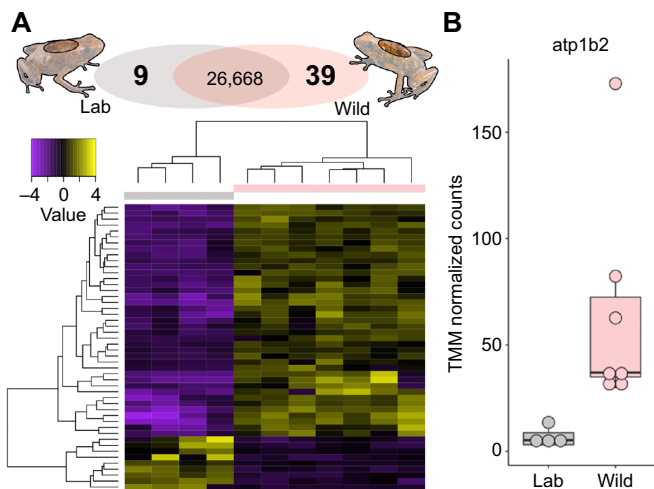 A
9
26,668
39
Lab
Wild
–4 0 4
Value
B
atp1b2
TMM normalized counts
150
100
50
0
Lab
Wild